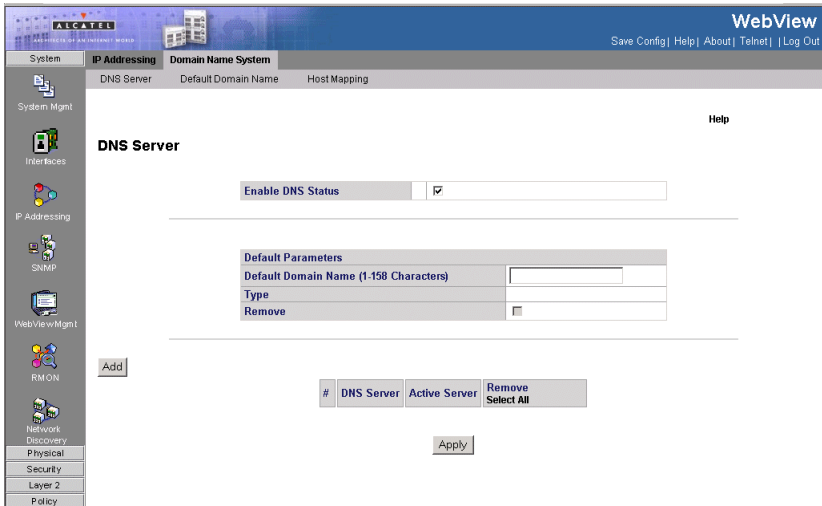 ALCATEL
ARCHITECTS OF AN INTERNET WORLD
WebView
Save Config| Help| About| Telnet| | Log Out
System
IP Addressing
Domain Name System
DNS Server
Default Domain Name
Host Mapping
System Mgmt
Interfaces
IP Addressing
SNMP
WebViewMgmt
RMON
Network
Discovery
Physical
Security
Layer 2
Policy
Help
DNS Server
Enable DNS Status
Default Parameters
Default Domain Name (1-158 Characters)
Type
Remove
Add
# DNS Server Active Server Remove
Select All
Apply